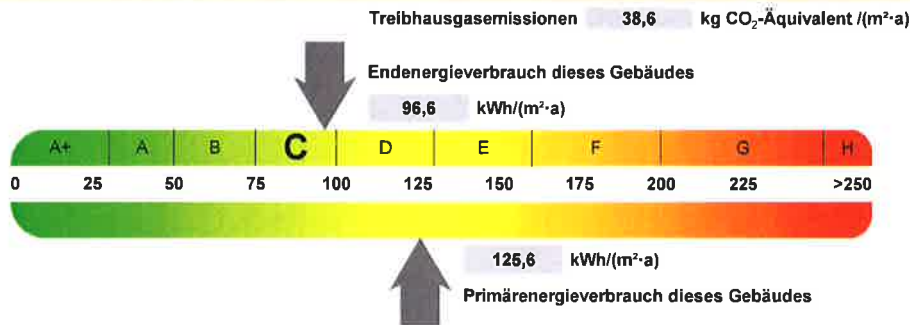 Treibhausgasemissionen 38,6 kg CO₂-Äquivalent /(m²·a)
Endenergieverbrauch dieses Gebäudes
96,6 kWh/(m²·a)
A+ A B C D E F G H
0 25 50 75 100 125 150 175 200 225 >250
125,6 kWh/(m²·a)
Primärenergieverbrauch dieses Gebäudes